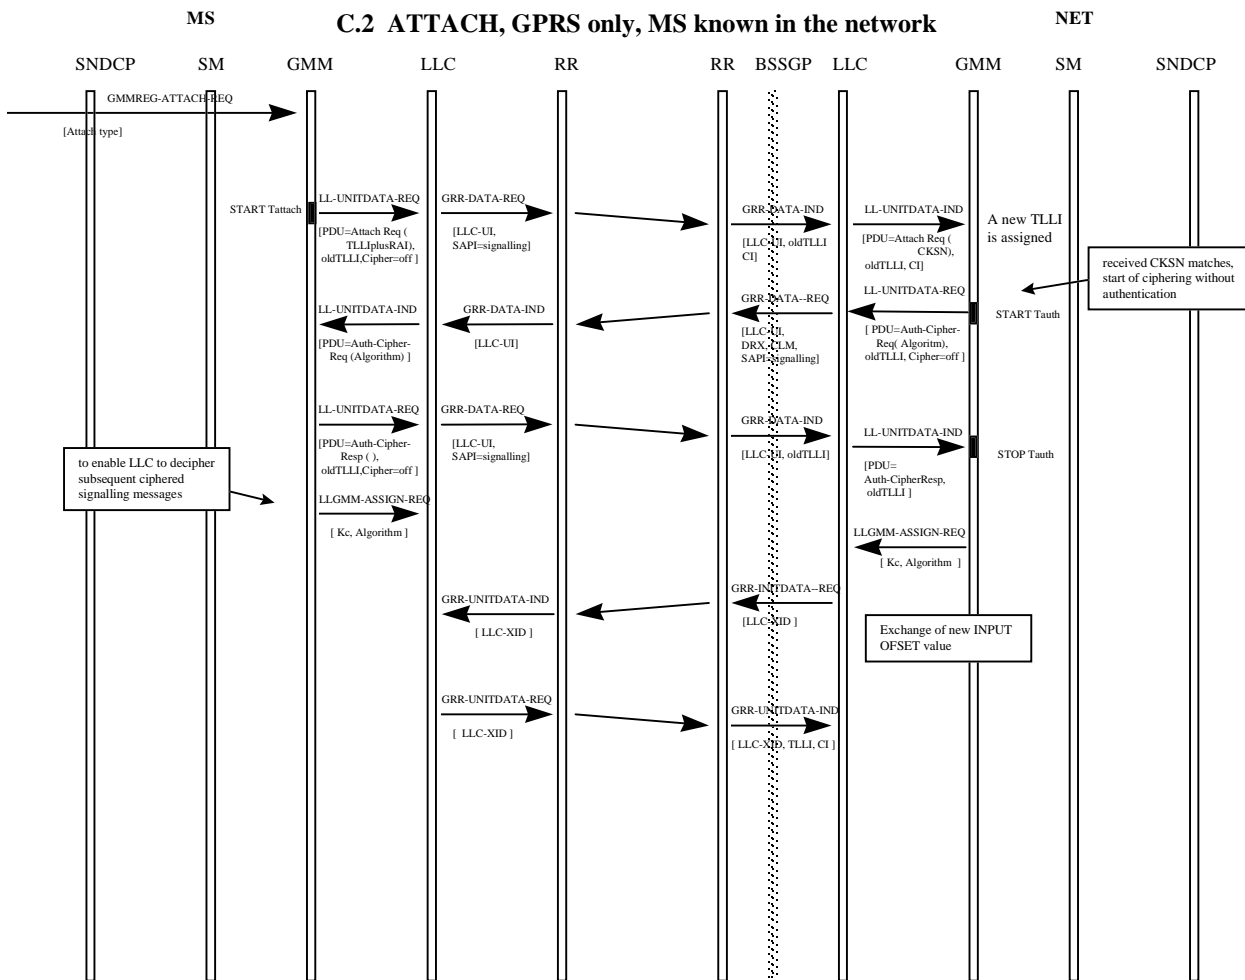 MS
C.2 ATTACH, GPRS only, MS known in the network
NET
SNDCP SM GMM LLC RR RR BSSGP LLC GMM SM SNDCP
GMMREG-ATTACH-REQ
[Attach type]
START Tattach
LL-UNITDATA-REQ
[PDU=Attach Req (
TLLIplusRAI),
oldTLLI,Cipher=off ]
GRR-DATA-REQ
[LLC-UI,
SAPI=signalling]
GRR-DATA-IND
[LLC-UI, oldTLLI
CI]
LL-UNITDATA-IND
[PDU=Attach Req (
CKSN),
oldTLLI, CI]
A new TLLI
is assigned
received CKSN matches,
start of ciphering without
authentication
LL-UNITDATA-REQ
START Tauth
[ PDU=Auth-Cipher-
Req( Algoritm),
oldTLLI, Cipher=off ]
GRR-DATA--REQ
[LLC-UI,
DRX, CLM,
SAPI=signalling]
GRR-DATA-IND
[LLC-UI]
LL-UNITDATA-IND
[PDU=Auth-Cipher-
Req (Algorithm) ]
LL-UNITDATA-REQ
[PDU=Auth-Cipher-
Resp ( ),
oldTLLI,Cipher=off ]
GRR-DATA-REQ
[LLC-UI,
SAPI=signalling]
GRR-DATA-IND
[LLC-UI, oldTLLI]
LL-UNITDATA-IND
[PDU=
Auth-CipherResp,
oldTLLI ]
STOP Tauth
to enable LLC to decipher
subsequent ciphered
signalling messages
LLGMM-ASSIGN-REQ
[ Kc, Algorithm ]
LLGMM-ASSIGN-REQ
[ Kc, Algorithm ]
GRR-INITDATA--REQ
[LLC-XID ]
GRR-UNITDATA-IND
[ LLC-XID ]
Exchange of new INPUT
OFSET value
GRR-UNITDATA-REQ
[ LLC-XID ]
GRR-UNITDATA-IND
[ LLC-XID, TLLI, CI ]